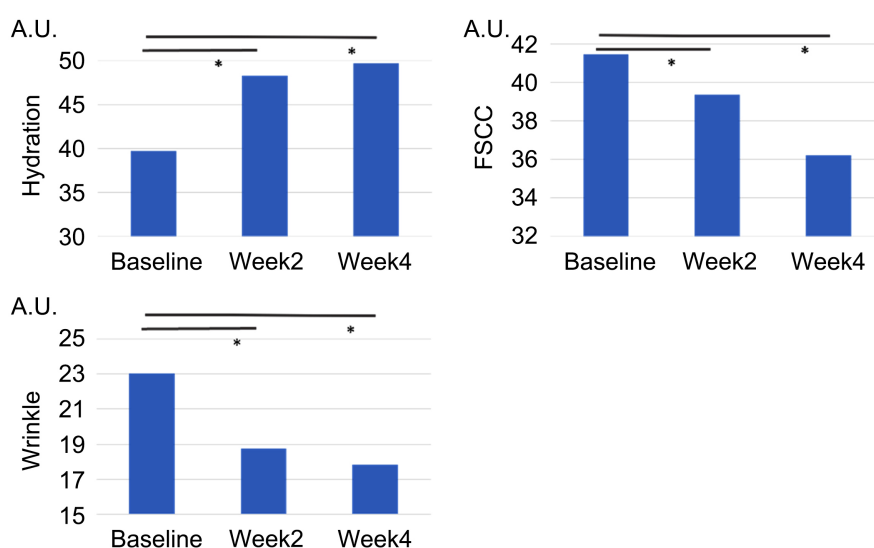 A.U.
Hydration
50
45
40
35
30
*
*
Baseline Week2 Week4
A.U.
FSCC
42
40
38
36
34
32
*
*
Baseline Week2 Week4
A.U.
Wrinkle
25
23
21
19
17
15
*
*
Baseline Week2 Week4